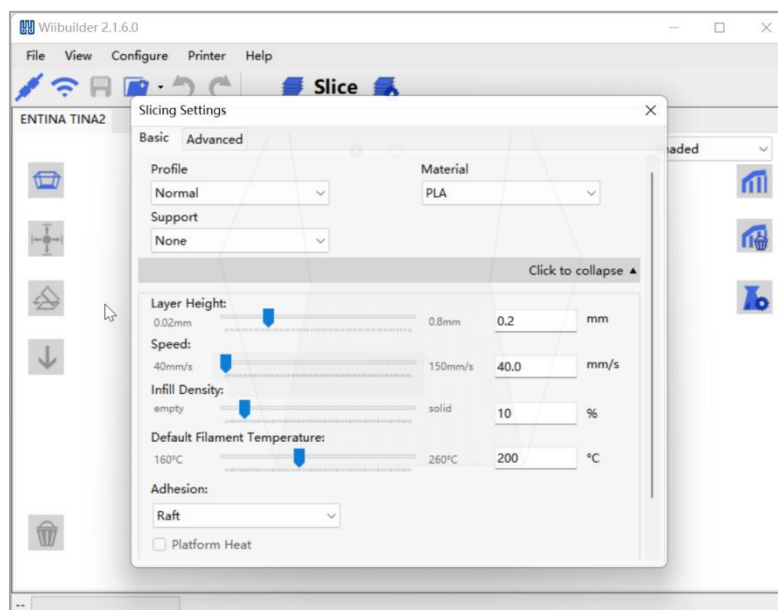 Wiibuilder 2.1.6.0
File View Configure Printer Help
Slice
ENTINA TINA2
Slicing Settings
Basic Advanced
haded
Profile Material
Normal PLA
Support
None
Click to collapse ▲
Layer Height:
0.02mm 0.8mm 0.2 mm
Speed:
40mm/s 150mm/s 40.0 mm/s
Infill Density:
empty solid 10 %
Default Filament Temperature:
160°C 260°C 200 °C
Adhesion:
Raft
Platform Heat
--